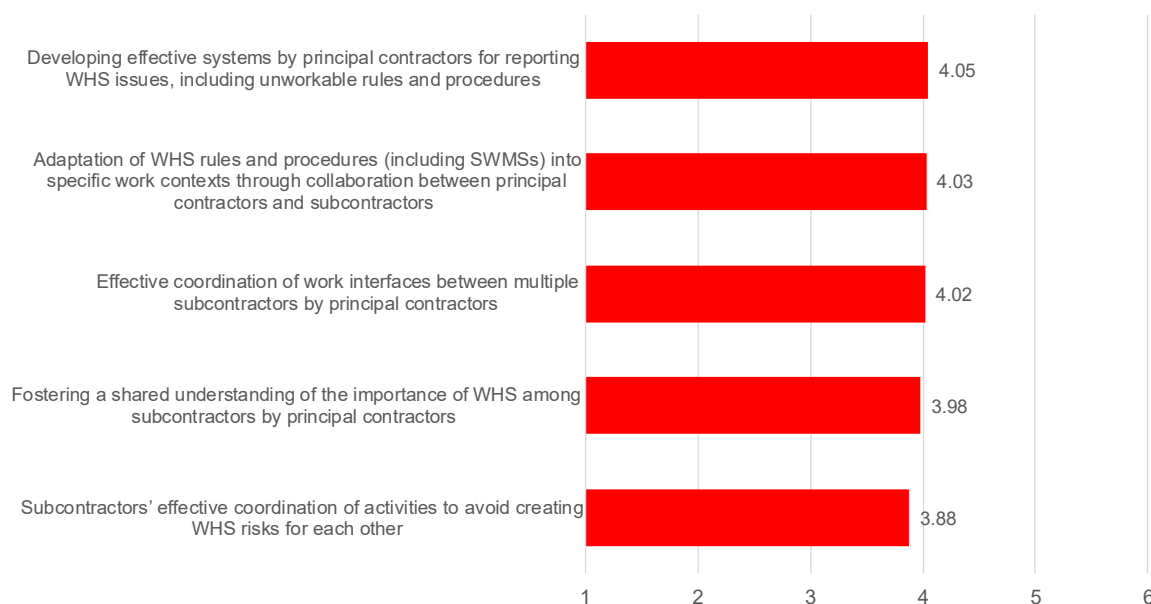 Developing effective systems by principal contractors for reporting
WHS issues, including unworkable rules and procedures
4.05
Adaptation of WHS rules and procedures (including SWMSs) into
specific work contexts through collaboration between principal
contractors and subcontractors
4.03
Effective coordination of work interfaces between multiple
subcontractors by principal contractors
4.02
Fostering a shared understanding of the importance of WHS among
subcontractors by principal contractors
3.98
Subcontractors’ effective coordination of activities to avoid creating
WHS risks for each other
3.88
1 2 3 4 5 6